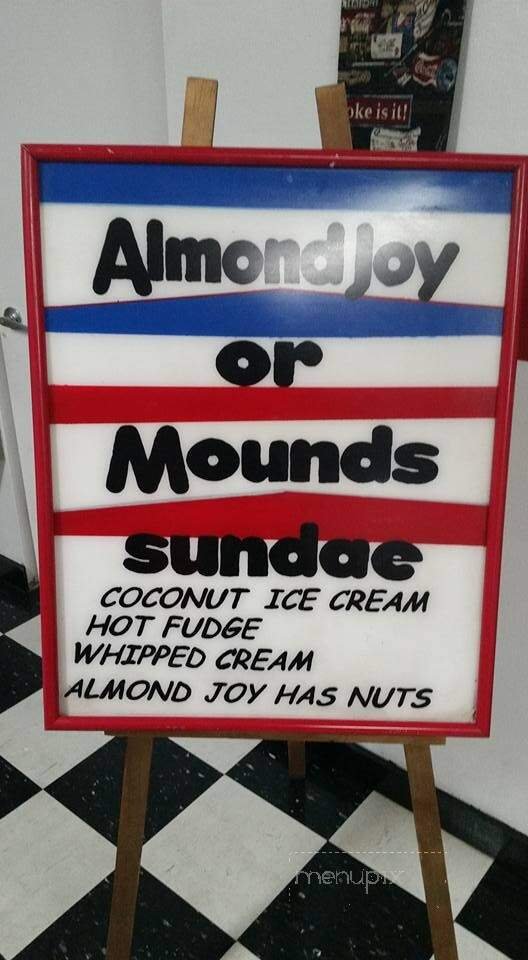 oke is it!
Almond Joy
or
Mounds
sundae
COCONUT ICE CREAM
HOT FUDGE
WHIPPED CREAM
ALMOND JOY HAS NUTS
menupix